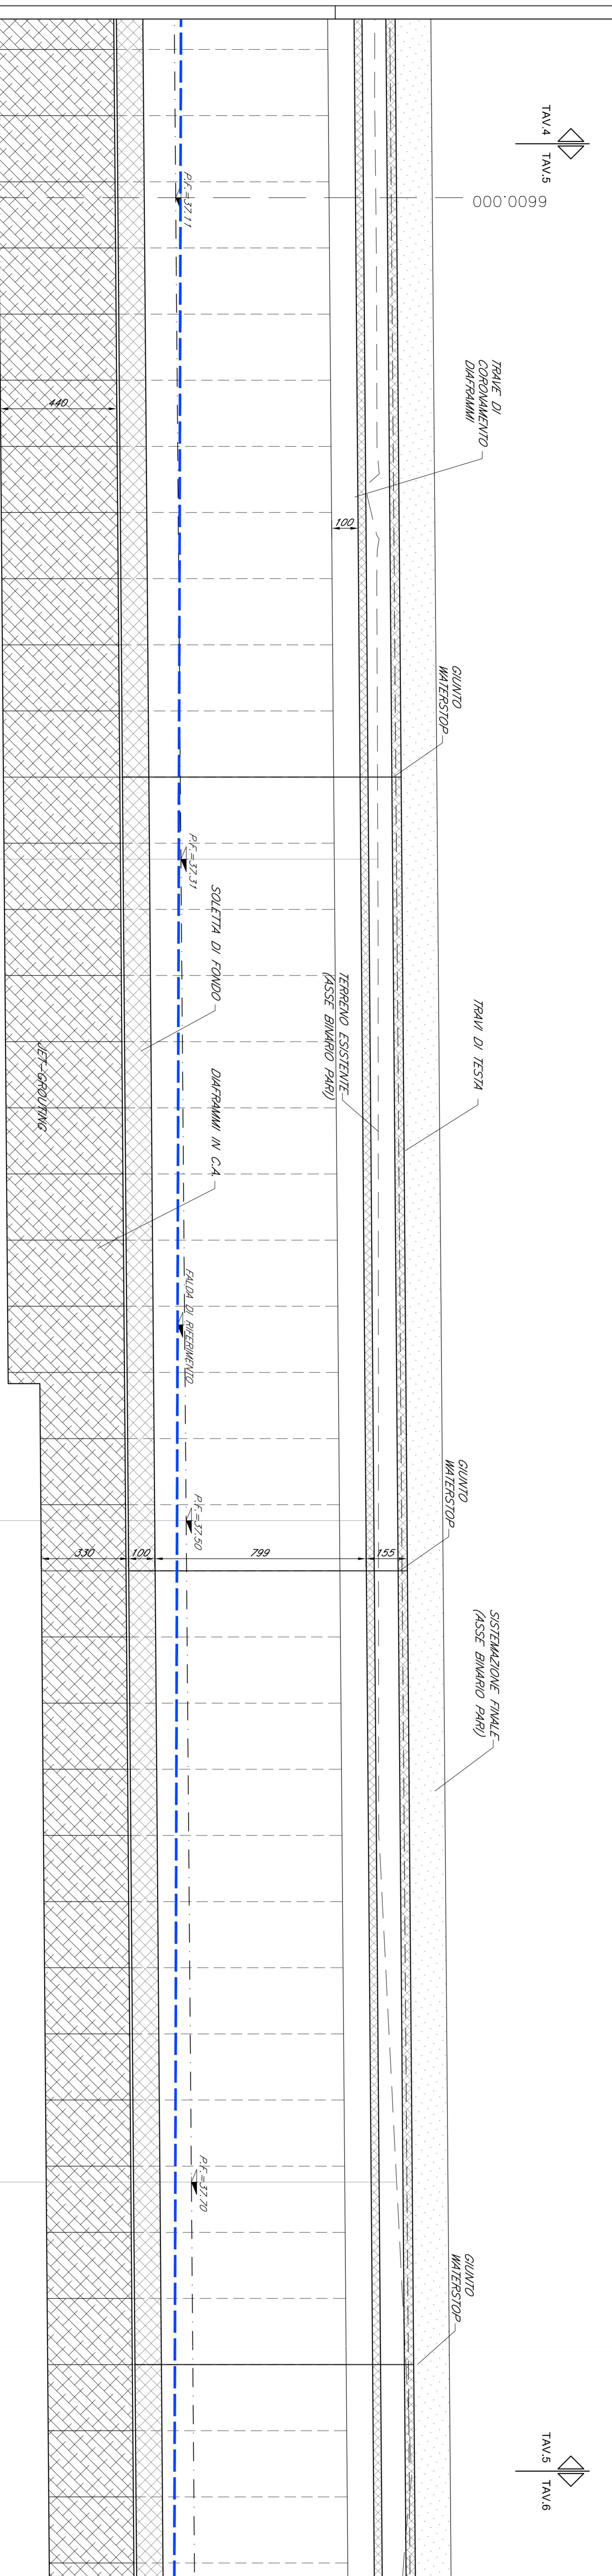 TAV.4 TAV.5
6600.000
P.F.=37.11
TRAVE DI
CORONAMENTO
DIAFRAMMI
440
100
GIUNTO
WATERSTOP
P.F.=37.31
SOLETTA DI FONDO
TERRENO ESISTENTE
(ASSE BINARIO PARI)
TRAVI DI TESTA
JET-GROUTING
DIAFRAMMI IN C.A.
FALDA DI RIFERIMENTO
GIUNTO
WATERSTOP
P.F.=37.50
330
100
799
155
SISTEMAZIONE FINALE
(ASSE BINARIO PARI)
P.F.=37.70
GIUNTO
WATERSTOP
TAV.5 TAV.6